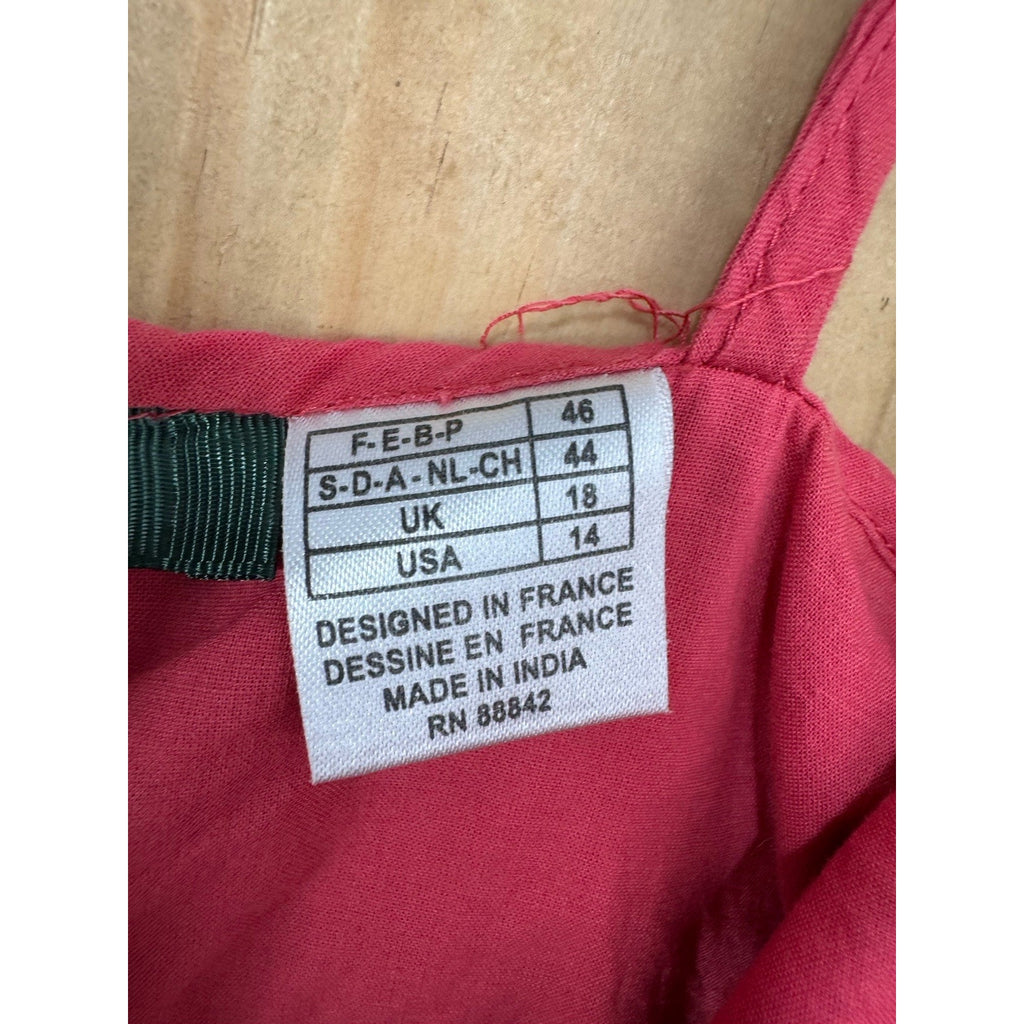 F-E-B-P 46
S-D-A-NL-CH 44
UK 18
USA 14
DESIGNED IN FRANCE
DESSINE EN FRANCE
MADE IN INDIA
RN 88842